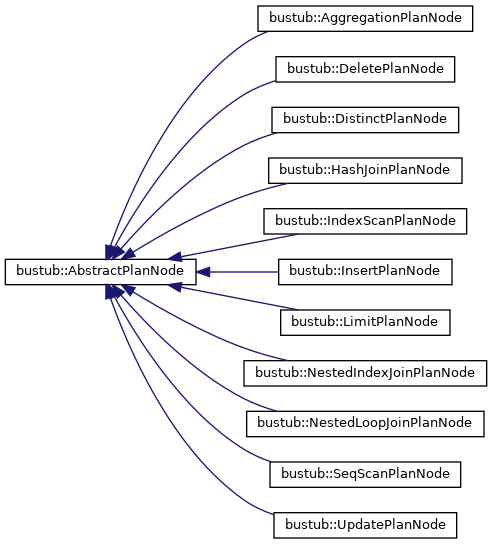 bustub::AggregationPlanNode
bustub::DeletePlanNode
bustub::DistinctPlanNode
bustub::HashJoinPlanNode
bustub::IndexScanPlanNode
bustub::AbstractPlanNode
bustub::InsertPlanNode
bustub::LimitPlanNode
bustub::NestedIndexJoinPlanNode
bustub::NestedLoopJoinPlanNode
bustub::SeqScanPlanNode
bustub::UpdatePlanNode